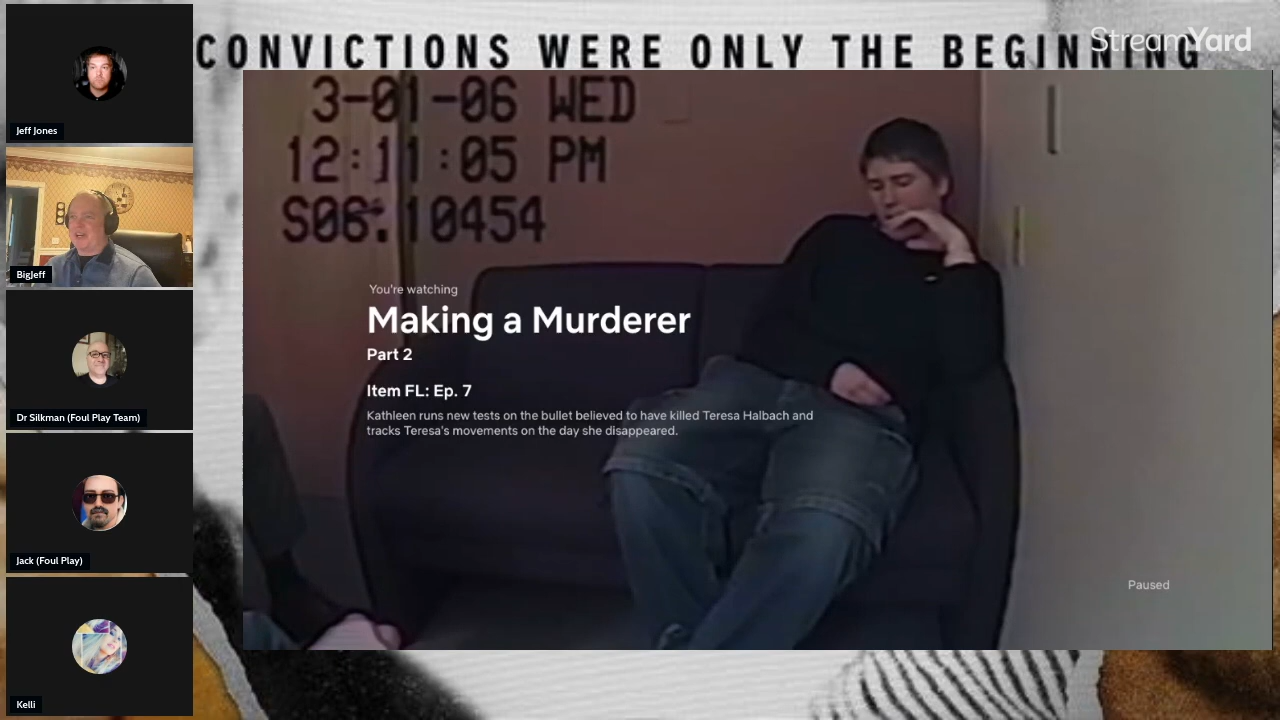 CONVICTIONS WERE ONLY THE BEGINNING
StreamYard
Jeff Jones
BigJeff
Dr Silkman (Foul Play Team)
Jack (Foul Play)
Kelli
3-01-06 WED
12:11:05 PM
S06:10454
You're watching
Making a Murderer
Part 2
Item FL: Ep. 7
Kathleen runs new tests on the bullet believed to have killed Teresa Halbach and
tracks Teresa's movements on the day she disappeared.
Paused